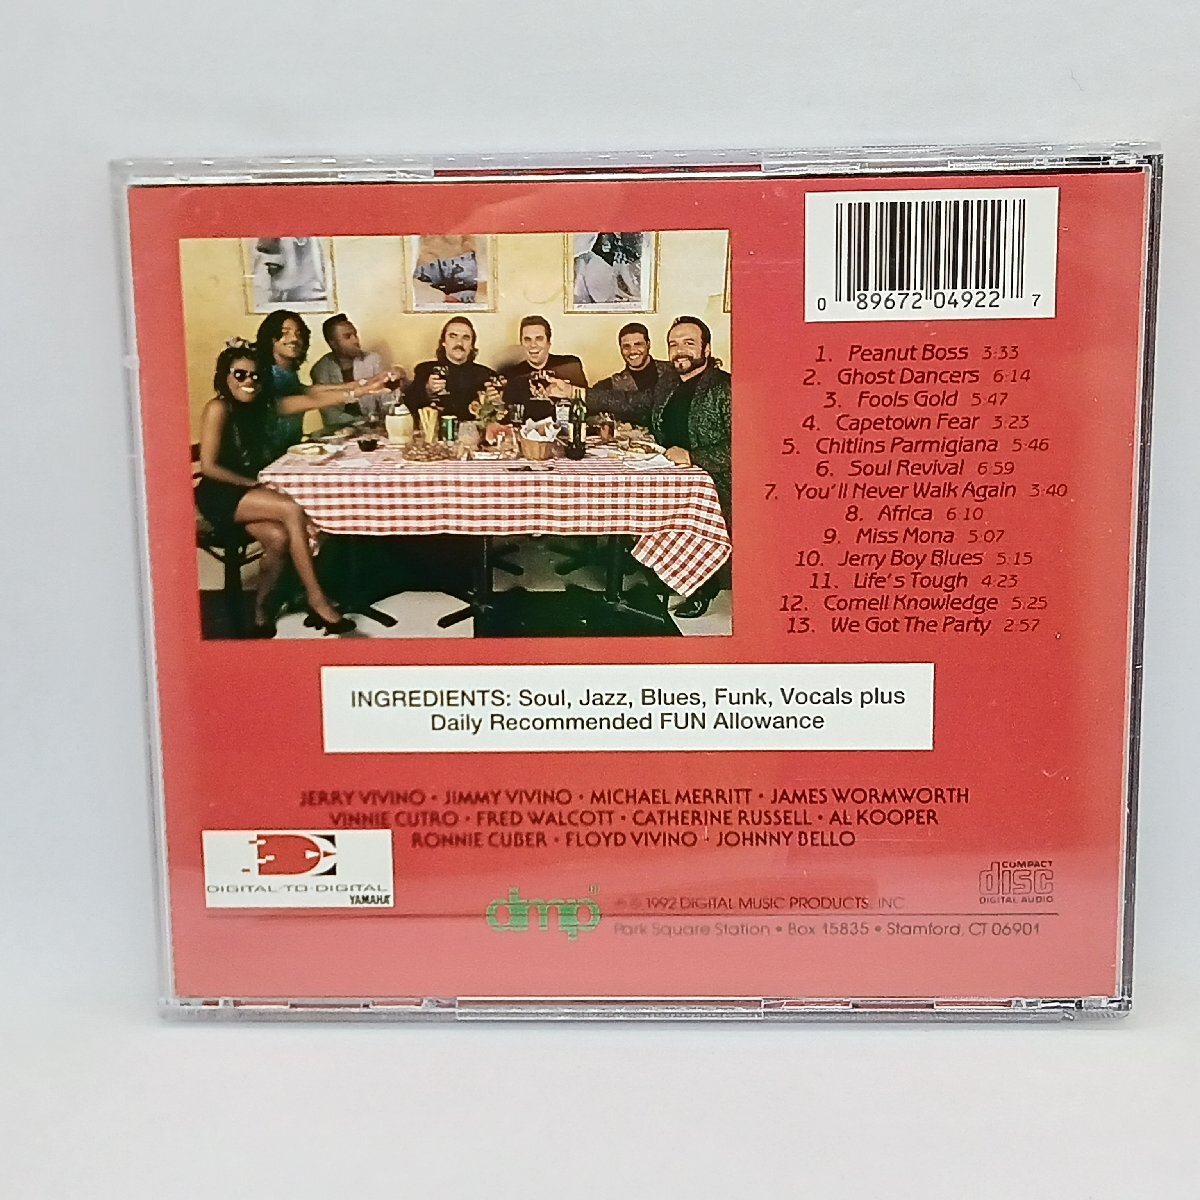 0 89672 04922 7
1. Peanut Boss 3:33
2. Ghost Dancers 6:14
3. Fools Gold 5:47
4. Capetown Fear 3:23
5. Chitlins Parmigiana 5:46
6. Soul Revival 6:59
7. You'll Never Walk Again 3:40
8. Africa 6:10
9. Miss Mona 5:07
10. Jerry Boy Blues 5:15
11. Life's Tough 4:23
12. Cornell Knowledge 5:25
13. We Got The Party 2:57
INGREDIENTS: Soul, Jazz, Blues, Funk, Vocals plus
Daily Recommended FUN Allowance
JERRY VIVINO • JIMMY VIVINO • MICHAEL MERRITT • JAMES WORMWORTH
VINNIE CUTRO • FRED WALCOTT • CATHERINE RUSSELL • AL KOOPER
RONNIE CUBER • FLOYD VIVINO • JOHNNY BELLO
DIGITAL-TO-DIGITAL
YAMAHA
dmp
℗ © 1992 DIGITAL MUSIC PRODUCTS, INC.
Park Square Station • Box 15835 • Stamford, CT 06901
COMPACT
disc
DIGITAL AUDIO